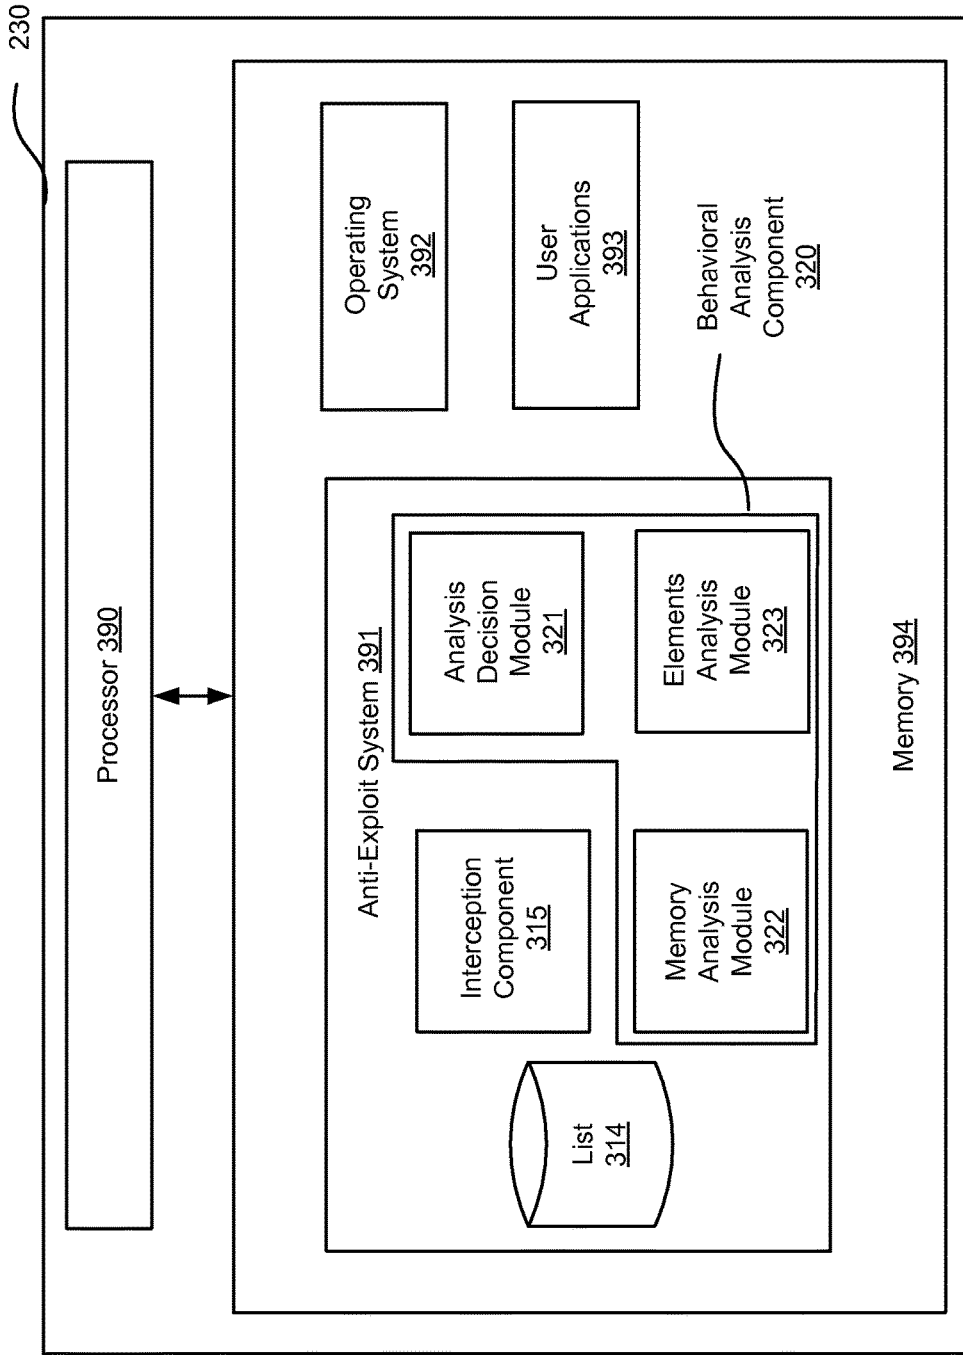 230
Processor 390
Operating
System
392
User
Applications
393
Behavioral
Analysis
Component
320
Anti-Exploit System 391
Analysis
Decision
Module
321
Elements
Analysis
Module
323
Interception
Component
315
Memory
Analysis
Module
322
List
314
Memory 394